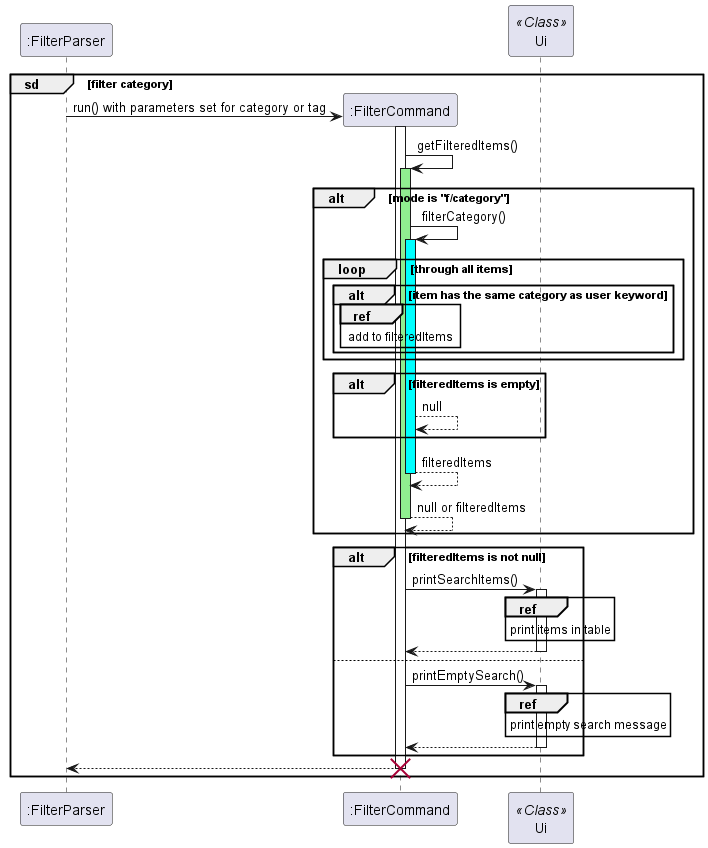 «Class»
:FilterParser
Ui
sd [filter category]
run() with parameters set for category or tag
:FilterCommand
getFilteredItems()
alt [mode is "f/category"]
filterCategory()
loop [through all items]
alt [item has the same category as user keyword]
ref
add to filteredItems
alt [filteredItems is empty]
null
filteredItems
null or filteredItems
alt [filteredItems is not null]
printSearchItems()
ref
print items in table
printEmptySearch()
ref
print empty search message
:FilterParser
:FilterCommand
«Class»
Ui